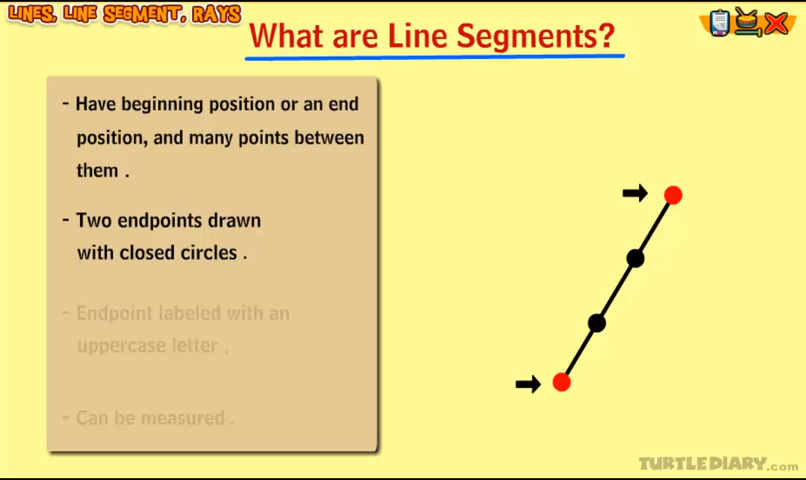 LINES, LINE SEGMENT, RAYS
What are Line Segments?
- Have beginning position or an end
position, and many points between
them .
- Two endpoints drawn
with closed circles .
- Endpoint labeled with an
uppercase letter .
- Can be measured .
TURTLEDIARY.com